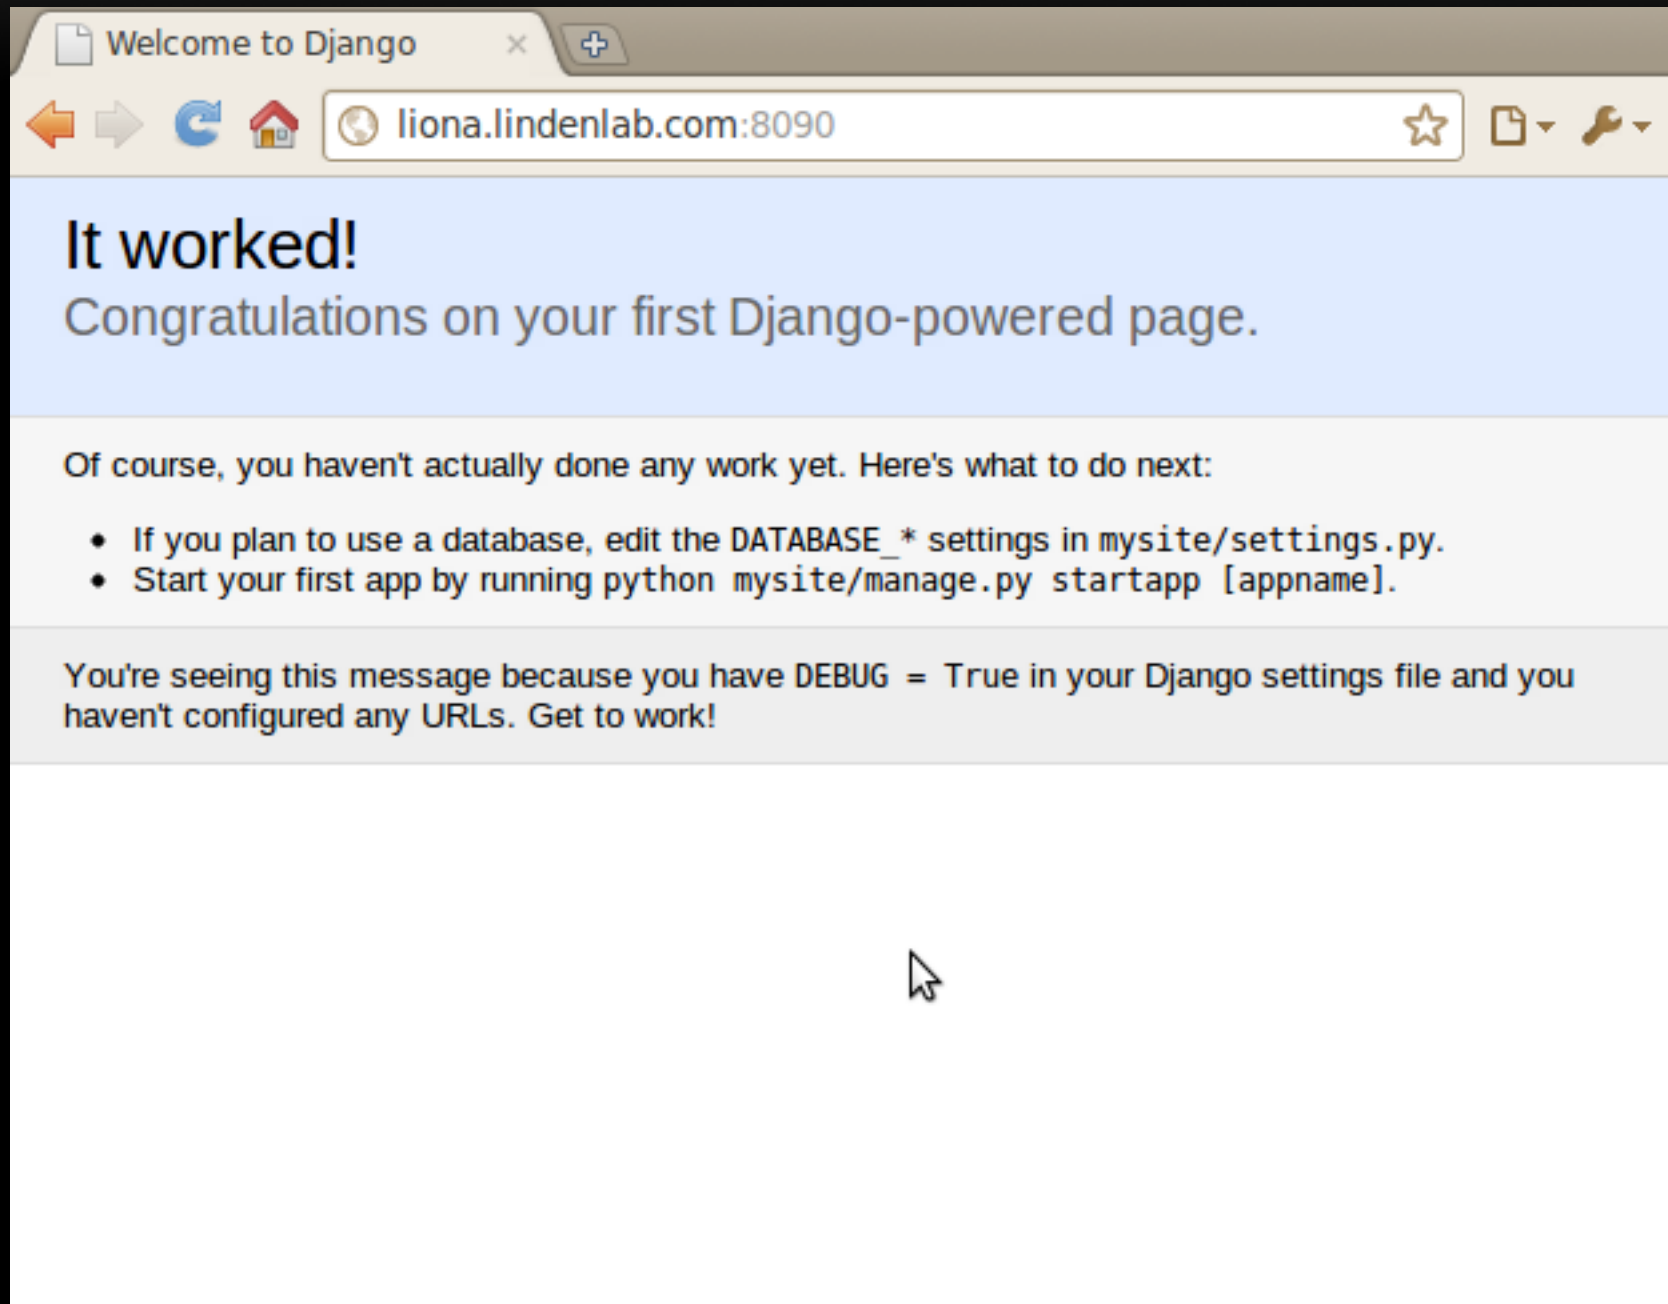 Welcome to Django
liona.lindenlab.com:8090
It worked!
Congratulations on your first Django-powered page.
Of course, you haven't actually done any work yet. Here's what to do next:
• If you plan to use a database, edit the DATABASE_* settings in mysite/settings.py.
• Start your first app by running python mysite/manage.py startapp [appname].
You're seeing this message because you have DEBUG = True in your Django settings file and you
haven't configured any URLs. Get to work!